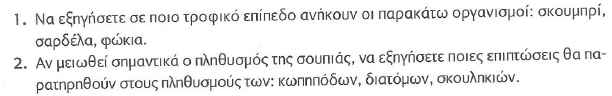 1. Να εξηγήσετε σε ποιο τροφικό επίπεδο ανήκουν οι παρακάτω οργανισμοί: σκουμπρί,
σαρδέλα, φώκια.
2. Αν μειωθεί σημαντικά ο πληθυσμός της σουπιάς, να εξηγήσετε ποιες επιπτώσεις θα πα-
ρατηρηθούν στους πληθυσμούς των: κωπηπόδων, διατόμων, σκουληκιών.